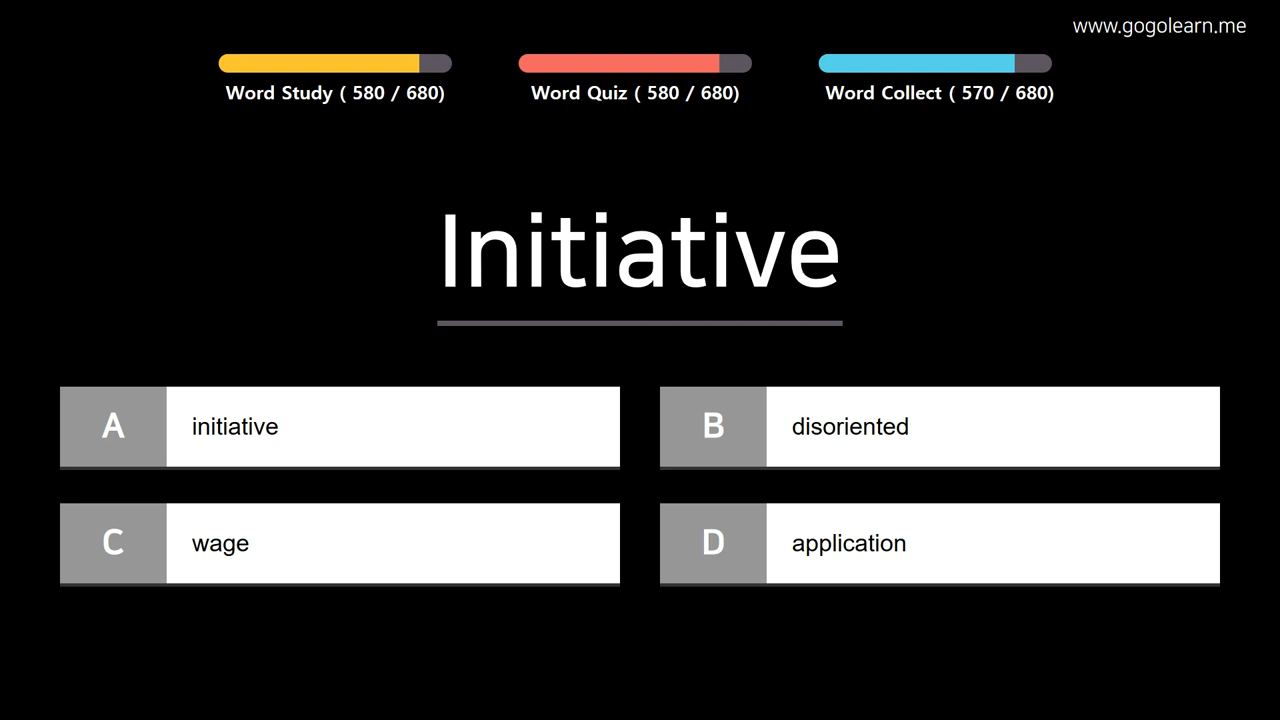 www.gogolearn.me
Word Study ( 580 / 680)
Word Quiz ( 580 / 680)
Word Collect ( 570 / 680)
Initiative
A
initiative
B
disoriented
C
wage
D
application